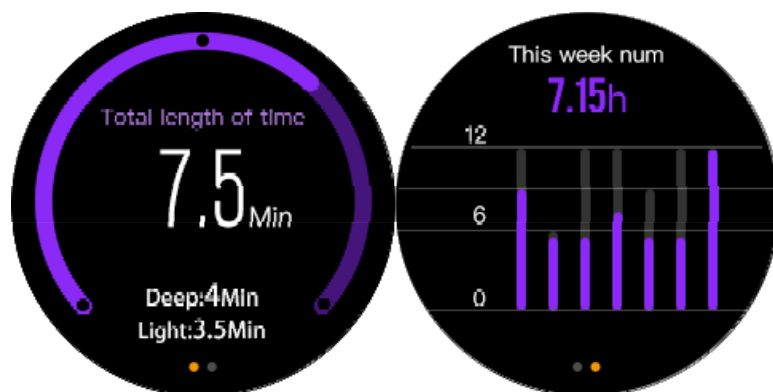 Total length of time
7.5Min
Deep:4Min
Light:3.5Min
This week num
7.15h
12
6
0